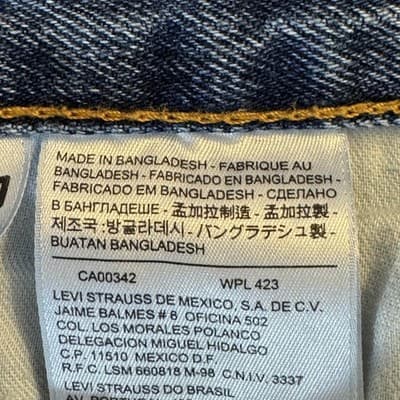 MADE IN BANGLADESH - FABRIQUE AU
BANGLADESH - FABRICADO EN BANGLADESH -
FABRICADO EM BANGLADESH - СДЕЛАНО
В БАНГЛАДЕШЕ - 孟加拉制造 - 孟加拉製 -
제조국:방글라데시 - バングラデシュ製 -
BUATAN BANGLADESH
CA00342 WPL 423
LEVI STRAUSS DE MEXICO, S.A. DE C.V.
JAIME BALMES # 8 OFICINA 502
COL. LOS MORALES POLANCO
DELEGACION MIGUEL HIDALGO
C.P. 11510 MEXICO D.F.
R.F.C. LSM 660818 M-98 C.N.I.V. 3337
LEVI STRAUSS DO BRASIL